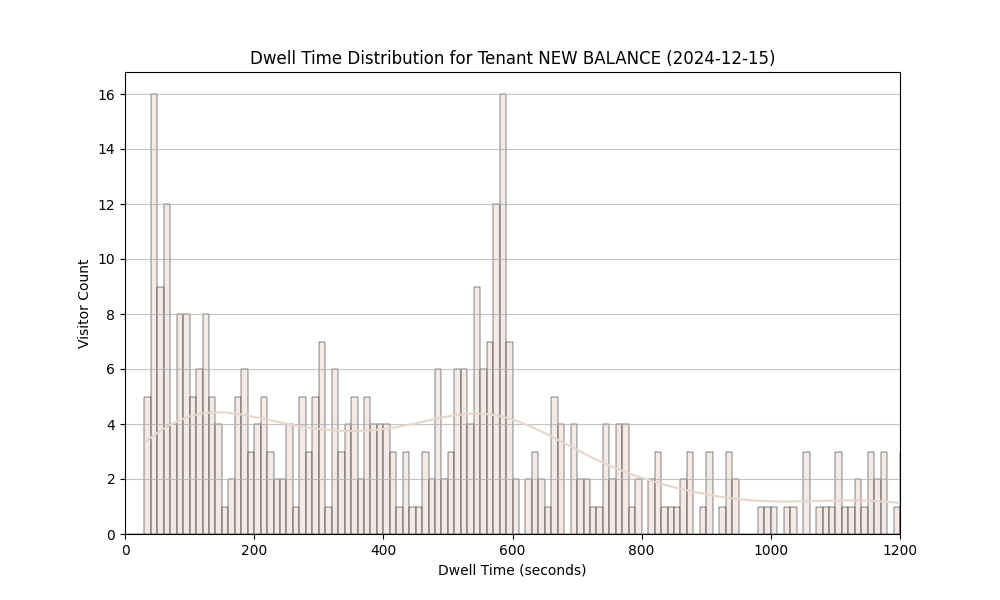 Dwell Time Distribution for Tenant NEW BALANCE (2024-12-15)
16
14
12
10
8
6
4
2
0
Visitor Count
0 200 400 600 800 1000 1200
Dwell Time (seconds)